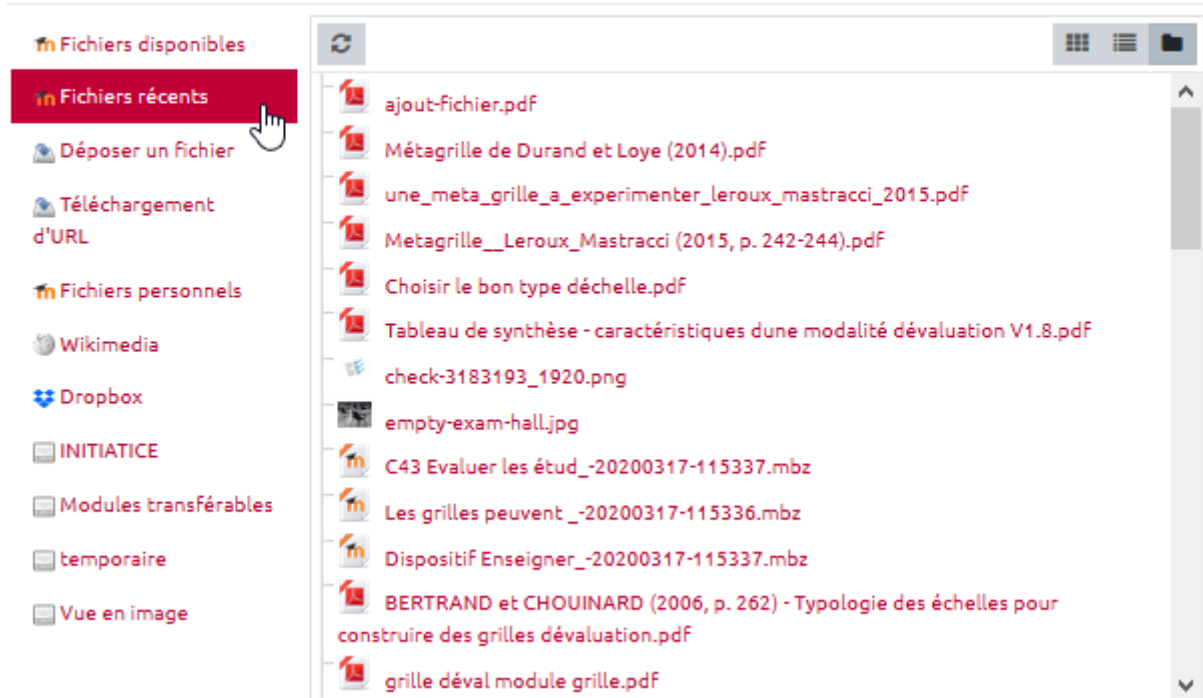 Fichiers disponibles
Fichiers récents
Déposer un fichier
Téléchargement
d'URL
Fichiers personnels
Wikimedia
Dropbox
INITIATICE
Modules transférables
temporaire
Vue en image
ajout-fichier.pdf
Métagrille de Durand et Loye (2014).pdf
une_meta_grille_a_experimenter_leroux_mastracci_2015.pdf
Metagrille__Leroux_Mastracci (2015, p. 242-244).pdf
Choisir le bon type déchelle.pdf
Tableau de synthèse - caractéristiques dune modalité dévaluation V1.8.pdf
check-3183193_1920.png
empty-exam-hall.jpg
C43 Evaluer les étud_-20200317-115337.mbz
Les grilles peuvent _-20200317-115336.mbz
Dispositif Enseigner_-20200317-115337.mbz
BERTRAND et CHOUINARD (2006, p. 262) - Typologie des échelles pour
construire des grilles dévaluation.pdf
grille déval module grille.pdf